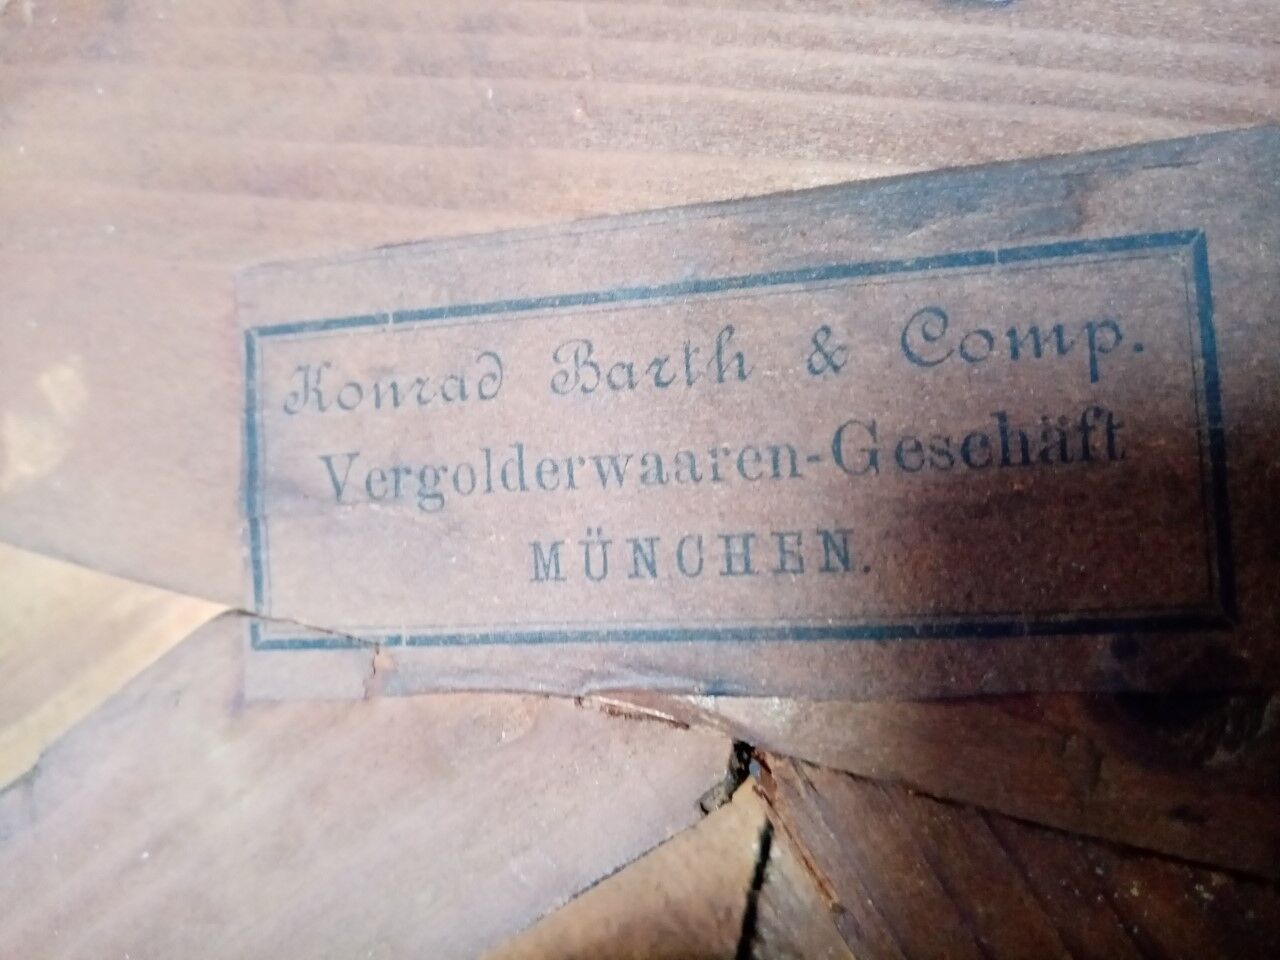 Konrad Barth & Comp.
Vergolderwaaren-Geschäft
MÜNCHEN.